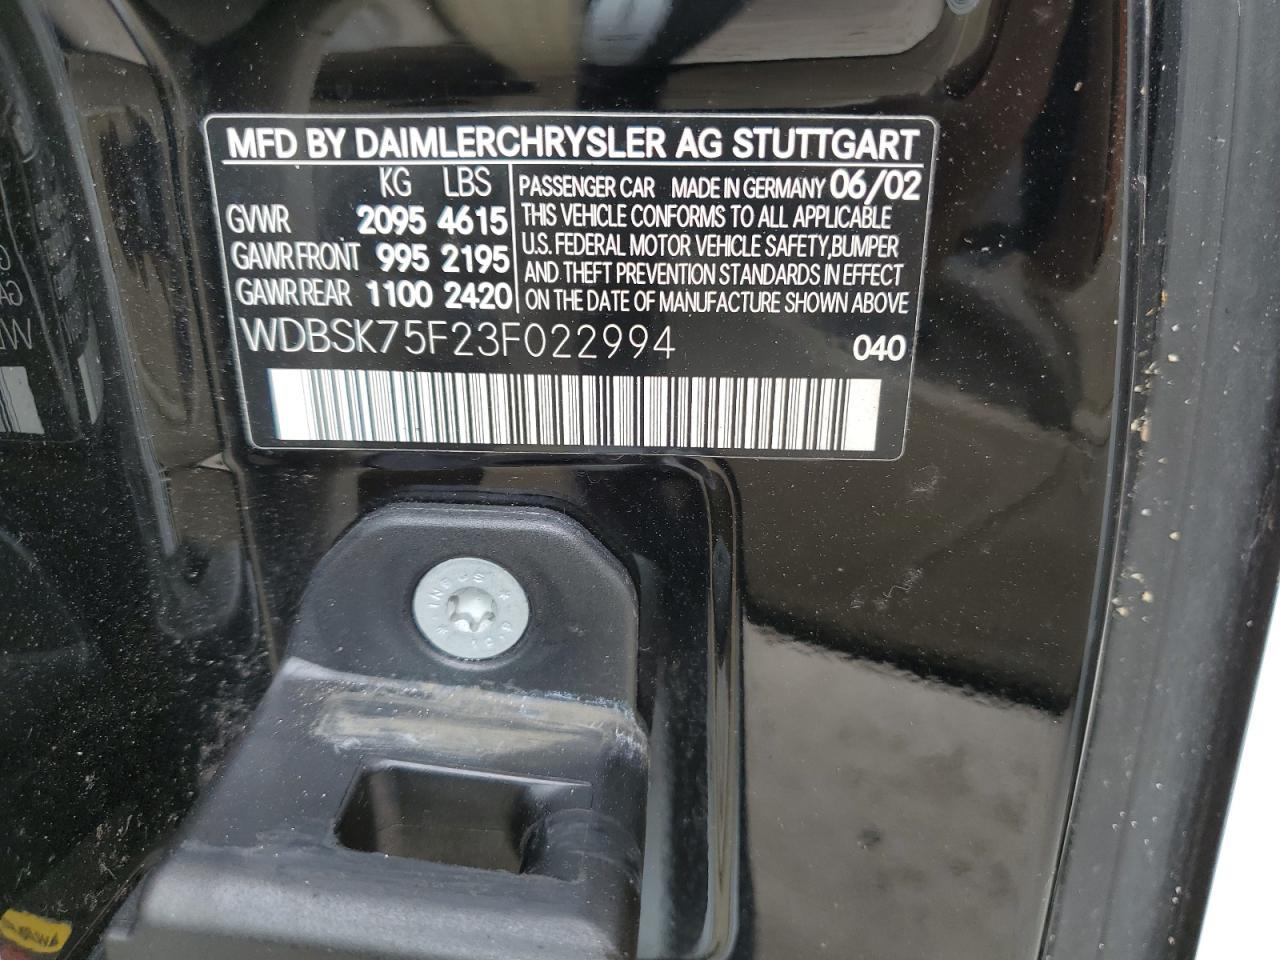 MFD BY DAIMLERCHRYSLER AG STUTTGART
KG LBS
GVWR 2095 4615
GAWR FRONT 995 2195
GAWR REAR 1100 2420
PASSENGER CAR MADE IN GERMANY 06/02
THIS VEHICLE CONFORMS TO ALL APPLICABLE
U.S. FEDERAL MOTOR VEHICLE SAFETY, BUMPER
AND THEFT PREVENTION STANDARDS IN EFFECT
ON THE DATE OF MANUFACTURE SHOWN ABOVE
WDBSK75F23F022994 040